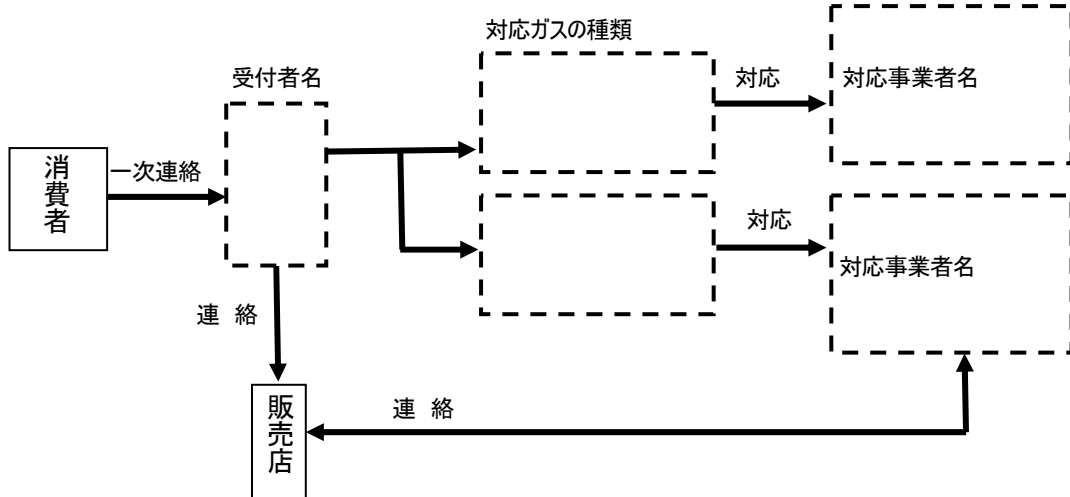 対応ガスの種類
受付者名
対応
対応事業者名
消費者
一次連絡
対応
対応事業者名
連 絡
販売店
連 絡